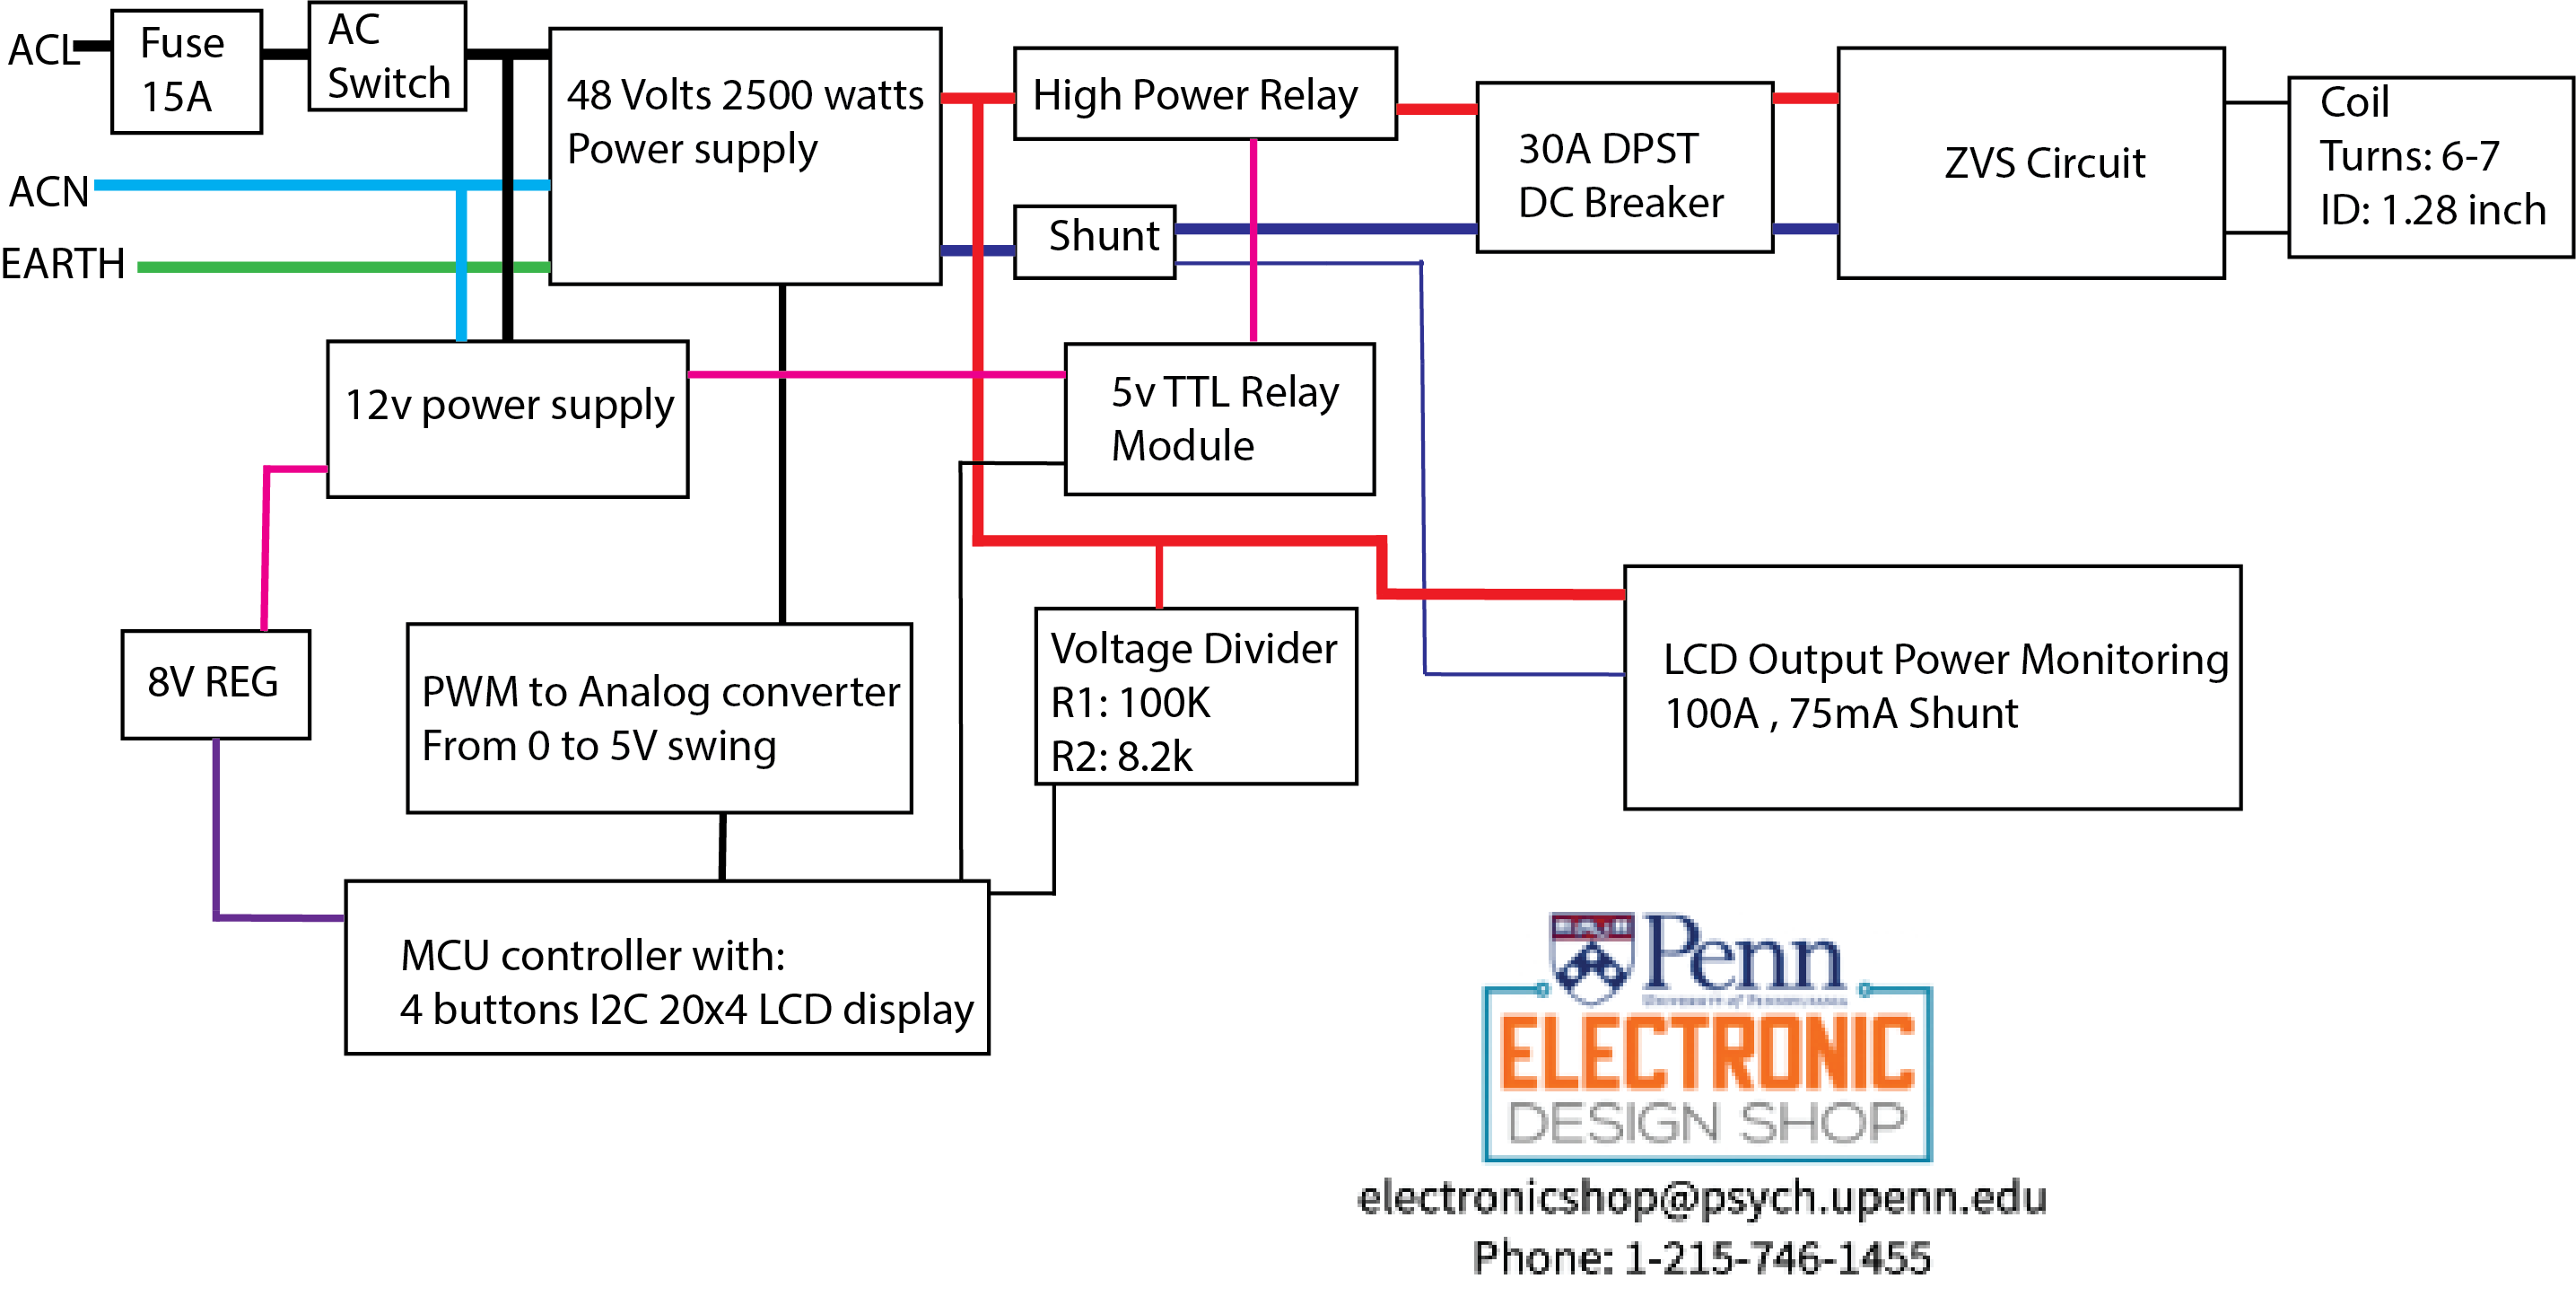 ACL
Fuse
15A
AC
Switch
48 Volts 2500 watts
Power supply
High Power Relay
30A DPST
DC Breaker
ZVS Circuit
Coil
Turns: 6-7
ID: 1.28 inch
ACN
Shunt
EARTH
12v power supply
5v TTL Relay
Module
8V REG
PWM to Analog converter
From 0 to 5V swing
Voltage Divider
R1: 100K
R2: 8.2k
LCD Output Power Monitoring
100A , 75mA Shunt
MCU controller with:
4 buttons I2C 20x4 LCD display
Penn
UNIVERSITY of PENNSYLVANIA
ELECTRONIC
DESIGN SHOP
electronicshop@psych.upenn.edu
Phone: 1-215-746-1455